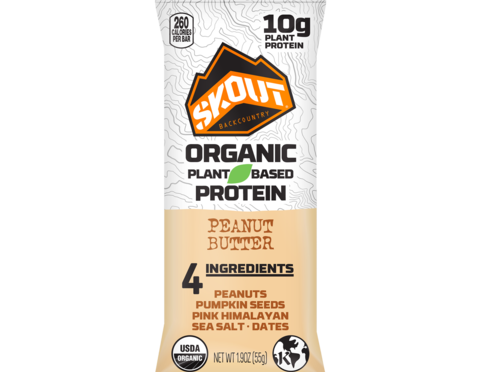 260
CALORIES
PER BAR
10g
PLANT
PROTEIN
SKOUT
BACKCOUNTRY
ORGANIC
PLANT BASED
PROTEIN
PEANUT
BUTTER
4 INGREDIENTS
PEANUTS
PUMPKIN SEEDS
PINK HIMALAYAN
SEA SALT · DATES
USDA
ORGANIC
NET WT 1.9OZ (55g)
K